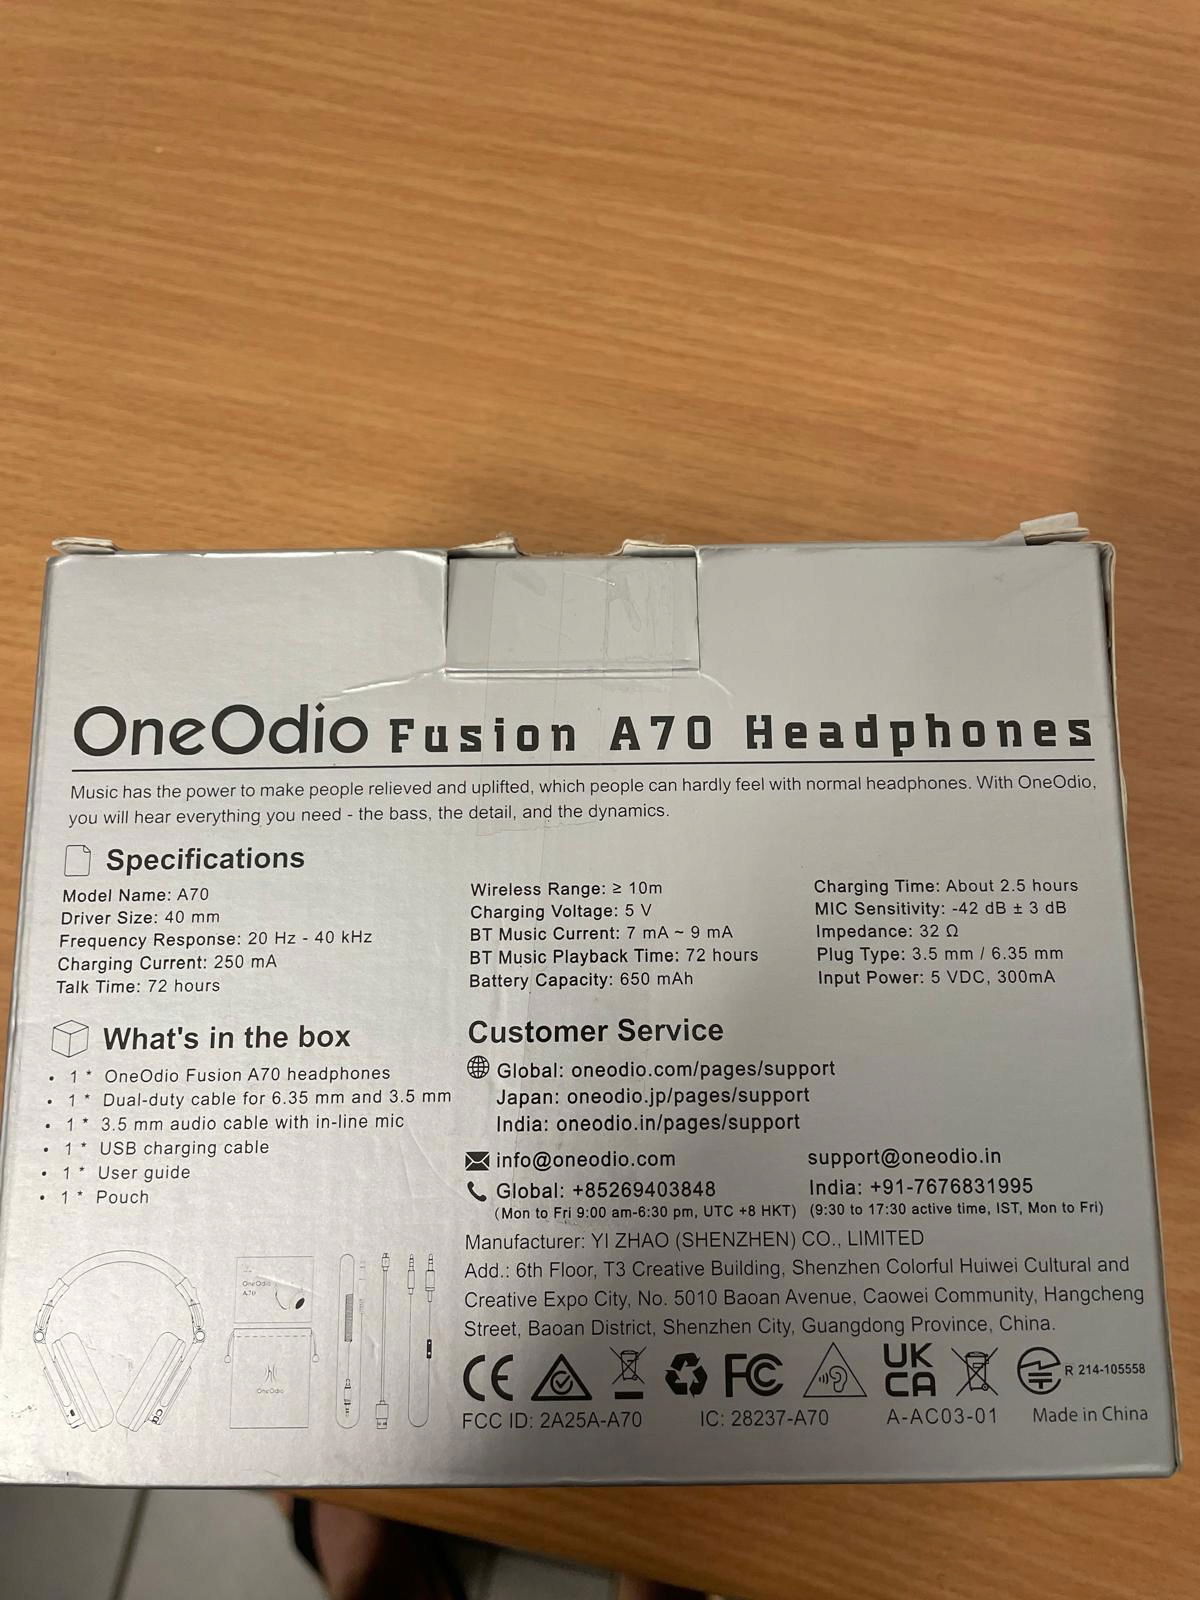 OneOdio Fusion A70 Headphones
Music has the power to make people relieved and uplifted, which people can hardly feel with normal headphones. With OneOdio,
you will hear everything you need - the bass, the detail, and the dynamics.
Specifications
Model Name: A70
Driver Size: 40 mm
Frequency Response: 20 Hz - 40 kHz
Charging Current: 250 mA
Talk Time: 72 hours
Wireless Range: ≥ 10m
Charging Voltage: 5 V
BT Music Current: 7 mA ~ 9 mA
BT Music Playback Time: 72 hours
Battery Capacity: 650 mAh
Charging Time: About 2.5 hours
MIC Sensitivity: -42 dB ± 3 dB
Impedance: 32 Ω
Plug Type: 3.5 mm / 6.35 mm
Input Power: 5 VDC, 300mA
What's in the box
• 1 * OneOdio Fusion A70 headphones
• 1 * Dual-duty cable for 6.35 mm and 3.5 mm
• 1 * 3.5 mm audio cable with in-line mic
• 1 * USB charging cable
• 1 * User guide
• 1 * Pouch
OneOdio
A70
OneOdio
Customer Service
Global: oneodio.com/pages/support
Japan: oneodio.jp/pages/support
India: oneodio.in/pages/support
info@oneodio.com support@oneodio.in
Global: +85269403848 India: +91-7676831995
(Mon to Fri 9:00 am-6:30 pm, UTC +8 HKT) (9:30 to 17:30 active time, IST, Mon to Fri)
Manufacturer: YI ZHAO (SHENZHEN) CO., LIMITED
Add.: 6th Floor, T3 Creative Building, Shenzhen Colorful Huiwei Cultural and
Creative Expo City, No. 5010 Baoan Avenue, Caowei Community, Hangcheng
Street, Baoan District, Shenzhen City, Guangdong Province, China.
CE FC UK CA R 214-105558
FCC ID: 2A25A-A70 IC: 28237-A70 A-AC03-01 Made in China